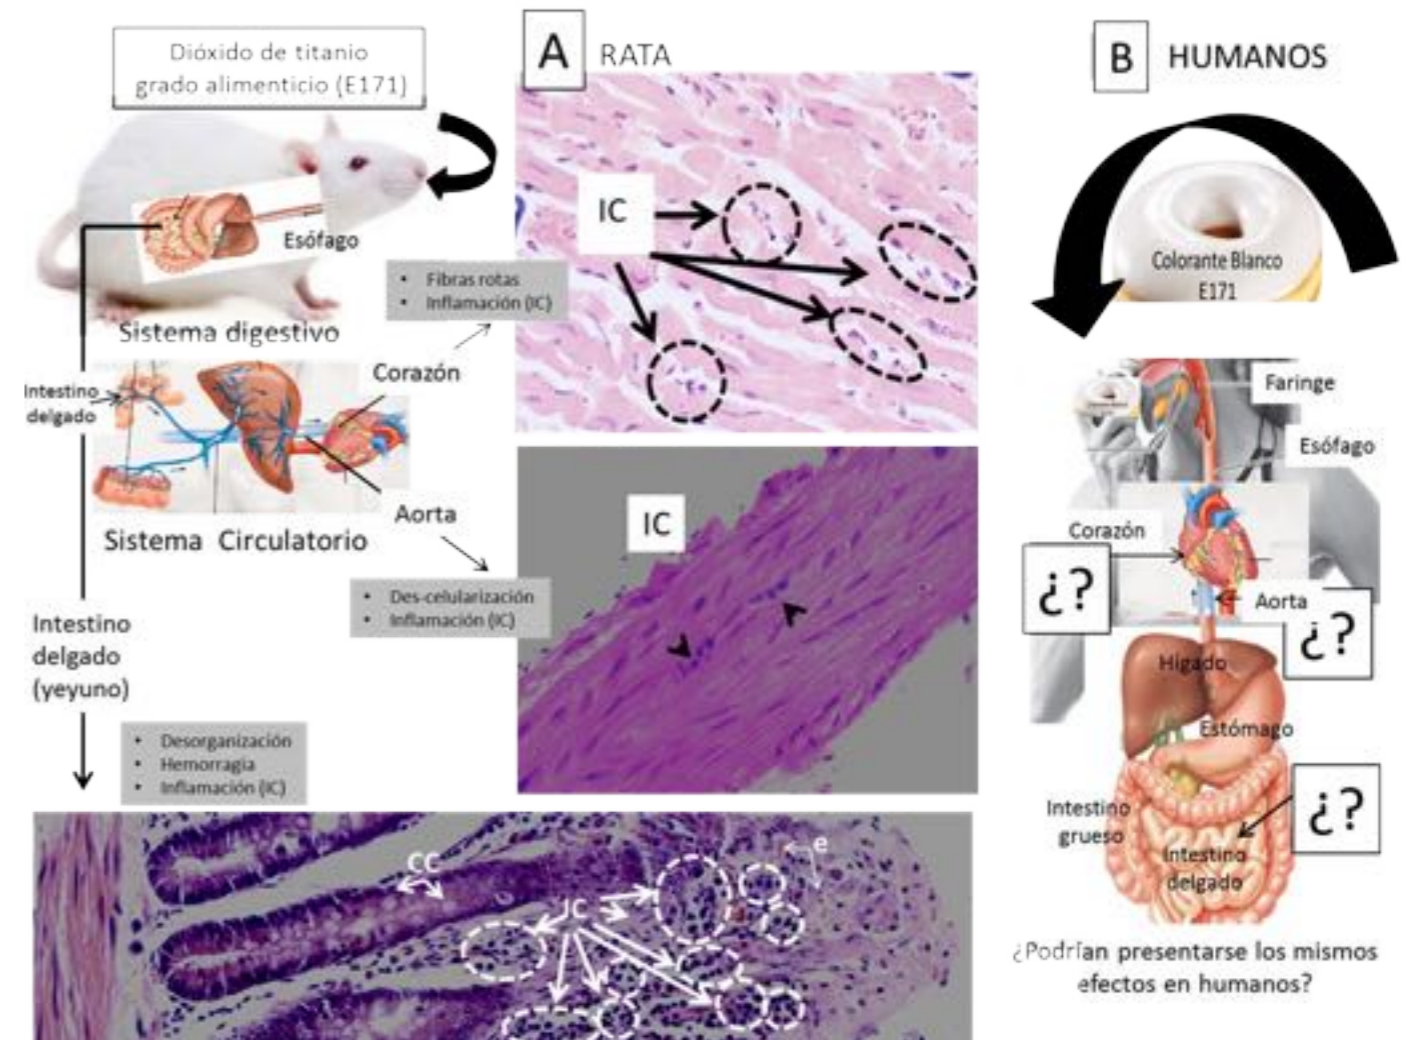 Dióxido de titanio
grado alimenticio (E171)
A
RATA
B
HUMANOS
Esófago
Sistema digestivo
• Fibras rotas
• Inflamación (IC)
IC
Colorante Blanco
E171
Intestino
delgado
Corazón
Aorta
Sistema Circulatorio
• Des-celularización
• Inflamación (IC)
IC
Intestino
delgado
(yeyuno)
• Desorganización
• Hemorragia
• Inflamación (IC)
CC
IC
e
Faringe
Esófago
Corazón
¿?
Aorta
¿?
Hígado
Estómago
¿?
Intestino
grueso
Intestino
delgado
¿Podrían presentarse los mismos
efectos en humanos?